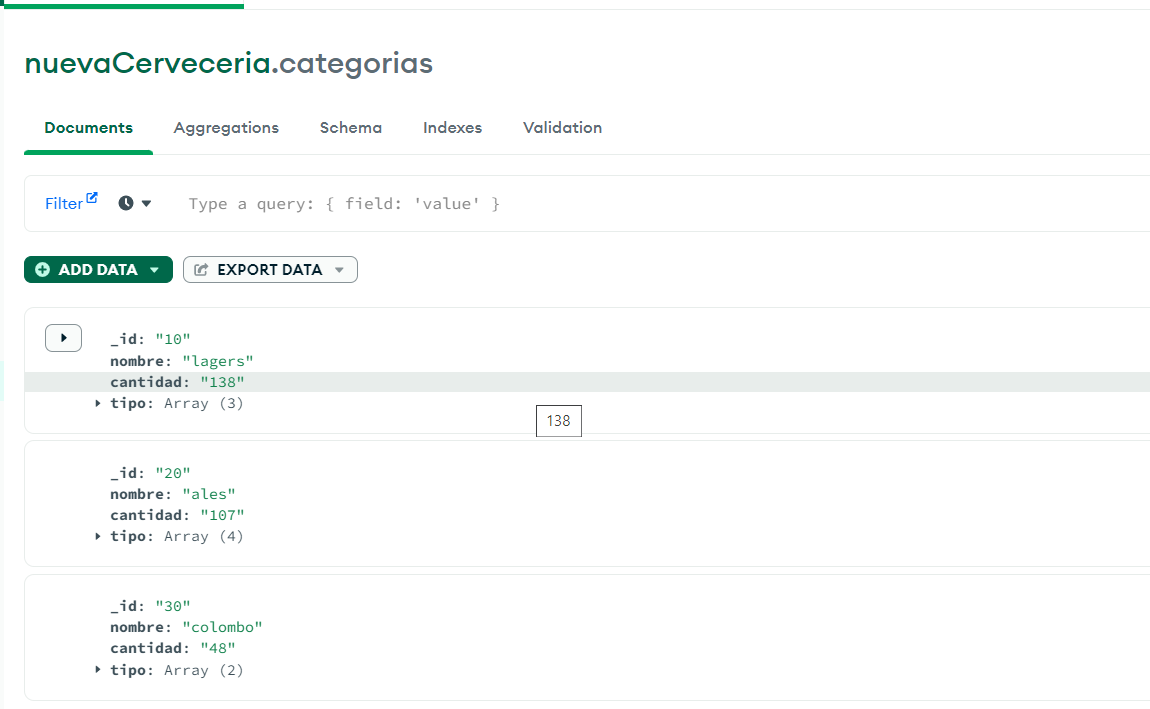 nuevaCerveceria.categorias
Documents Aggregations Schema Indexes Validation
Filter Type a query: { field: 'value' }
ADD DATA EXPORT DATA
_id: "10"
nombre: "lagers"
cantidad: "138"
tipo: Array (3)
138
_id: "20"
nombre: "ales"
cantidad: "107"
tipo: Array (4)
_id: "30"
nombre: "colombo"
cantidad: "48"
tipo: Array (2)